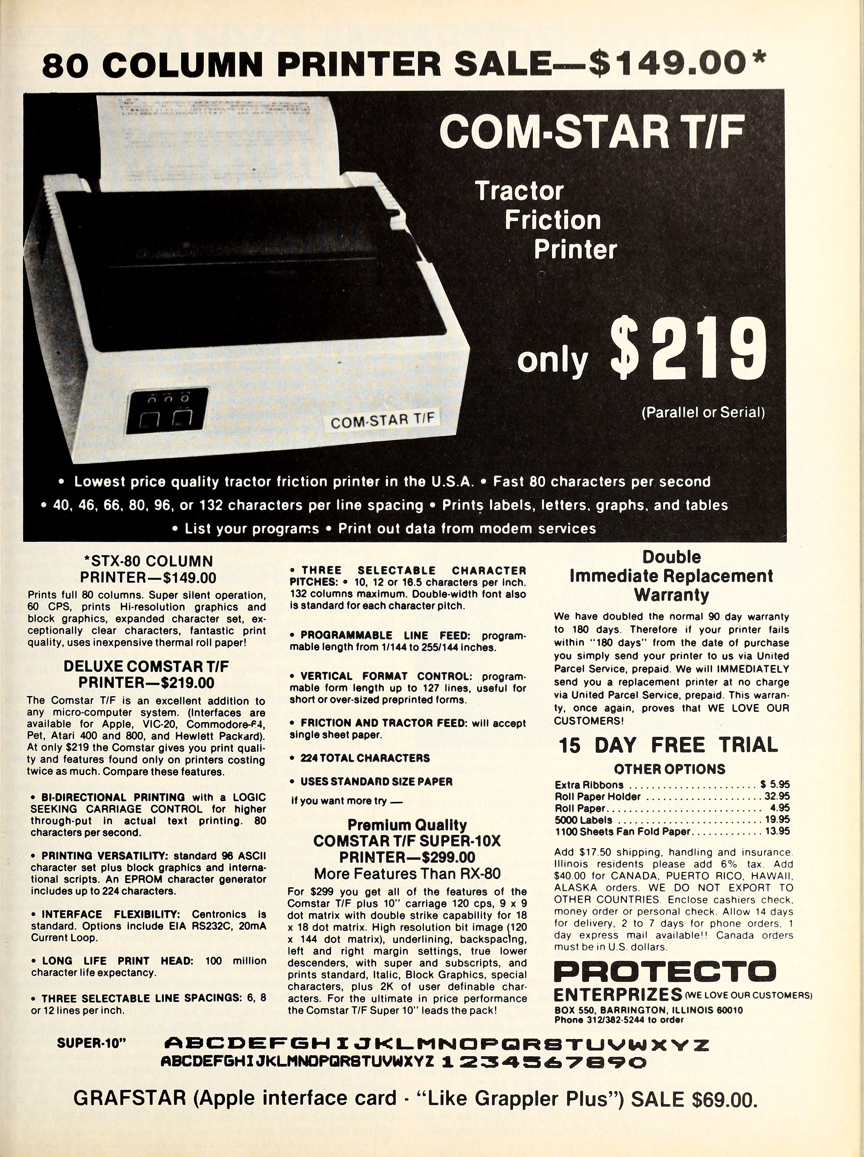 80 COLUMN PRINTER SALE—$149.00*
COM-STAR T/F
Tractor
Friction
Printer
only $219
(Parallel or Serial)
COM-STAR T/F
• Lowest price quality tractor friction printer in the U.S.A. • Fast 80 characters per second
• 40, 46, 66, 80, 96, or 132 characters per line spacing • Prints labels, letters, graphs, and tables
• List your programs • Print out data from modem services
*STX-80 COLUMN
PRINTER—$149.00
Prints full 80 columns. Super silent operation,
60 CPS, prints Hi-resolution graphics and
block graphics, expanded character set, ex-
ceptionally clear characters, fantastic print
quality, uses inexpensive thermal roll paper!
DELUXE COMSTAR T/F
PRINTER—$219.00
The Comstar T/F is an excellent addition to
any micro-computer system. (Interfaces are
available for Apple, VIC-20, Commodore-64,
Pet, Atari 400 and 800, and Hewlett Packard).
At only $219 the Comstar gives you print quali-
ty and features found only on printers costing
twice as much. Compare these features.
• BI-DIRECTIONAL PRINTING with a LOGIC
SEEKING CARRIAGE CONTROL for higher
through-put in actual text printing. 80
characters per second.
• PRINTING VERSATILITY: standard 96 ASCII
character set plus block graphics and interna-
tional scripts. An EPROM character generator
includes up to 224 characters.
• INTERFACE FLEXIBILITY: Centronics is
standard. Options include EIA RS232C, 20mA
Current Loop.
• LONG LIFE PRINT HEAD: 100 million
character life expectancy.
• THREE SELECTABLE LINE SPACINGS: 6, 8
or 12 lines per inch.
• THREE SELECTABLE CHARACTER
PITCHES: • 10, 12 or 16.5 characters per inch.
132 columns maximum. Double-width font also
is standard for each character pitch.
• PROGRAMMABLE LINE FEED: program-
mable length from 1/144 to 255/144 inches.
• VERTICAL FORMAT CONTROL: program-
mable form length up to 127 lines, useful for
short or over-sized preprinted forms.
• FRICTION AND TRACTOR FEED: will accept
single sheet paper.
• 224 TOTAL CHARACTERS
• USES STANDARD SIZE PAPER
If you want more try —
Premium Quality
COMSTAR T/F SUPER-10X
PRINTER—$299.00
More Features Than RX-80
For $299 you get all of the features of the
Comstar T/F plus 10" carriage 120 cps, 9 x 9
dot matrix with double strike capability for 18
x 18 dot matrix. High resolution bit image (120
x 144 dot matrix), underlining, backspacing,
left and right margin settings, true lower
descenders, with super and subscripts, and
prints standard, Italic, Block Graphics, special
characters, plus 2K of user definable char-
acters. For the ultimate in price performance
the Comstar T/F Super 10" leads the pack!
Double
Immediate Replacement
Warranty
We have doubled the normal 90 day warranty
to 180 days. Therefore if your printer fails
within "180 days" from the date of purchase
you simply send your printer to us via United
Parcel Service, prepaid. We will IMMEDIATELY
send you a replacement printer at no charge
via United Parcel Service, prepaid. This warran-
ty, once again, proves that WE LOVE OUR
CUSTOMERS!
15 DAY FREE TRIAL
OTHER OPTIONS
Extra Ribbons ....................... $ 5.95
Roll Paper Holder .................... 32.95
Roll Paper........................... 4.95
5000 Labels ......................... 19.95
1100 Sheets Fan Fold Paper............ 13.95
Add $17.50 shipping, handling and insurance.
Illinois residents please add 6% tax. Add
$40.00 for CANADA, PUERTO RICO, HAWAII,
ALASKA orders. WE DO NOT EXPORT TO
OTHER COUNTRIES. Enclose cashiers check,
money order or personal check. Allow 14 days
for delivery, 2 to 7 days for phone orders, 1
day express mail available!! Canada orders
must be in U.S. dollars.
PROTECTO
ENTERPRIZES (WE LOVE OUR CUSTOMERS)
BOX 550, BARRINGTON, ILLINOIS 60010
Phone 312/382-5244 to order
SUPER-10" ABCDEFGHIJKLMNOPQRSTUVWXYZ
ABCDEFGHIJKLMNOPQRSTUVWXYZ 1234567890
GRAFSTAR (Apple interface card - "Like Grappler Plus") SALE $69.00.